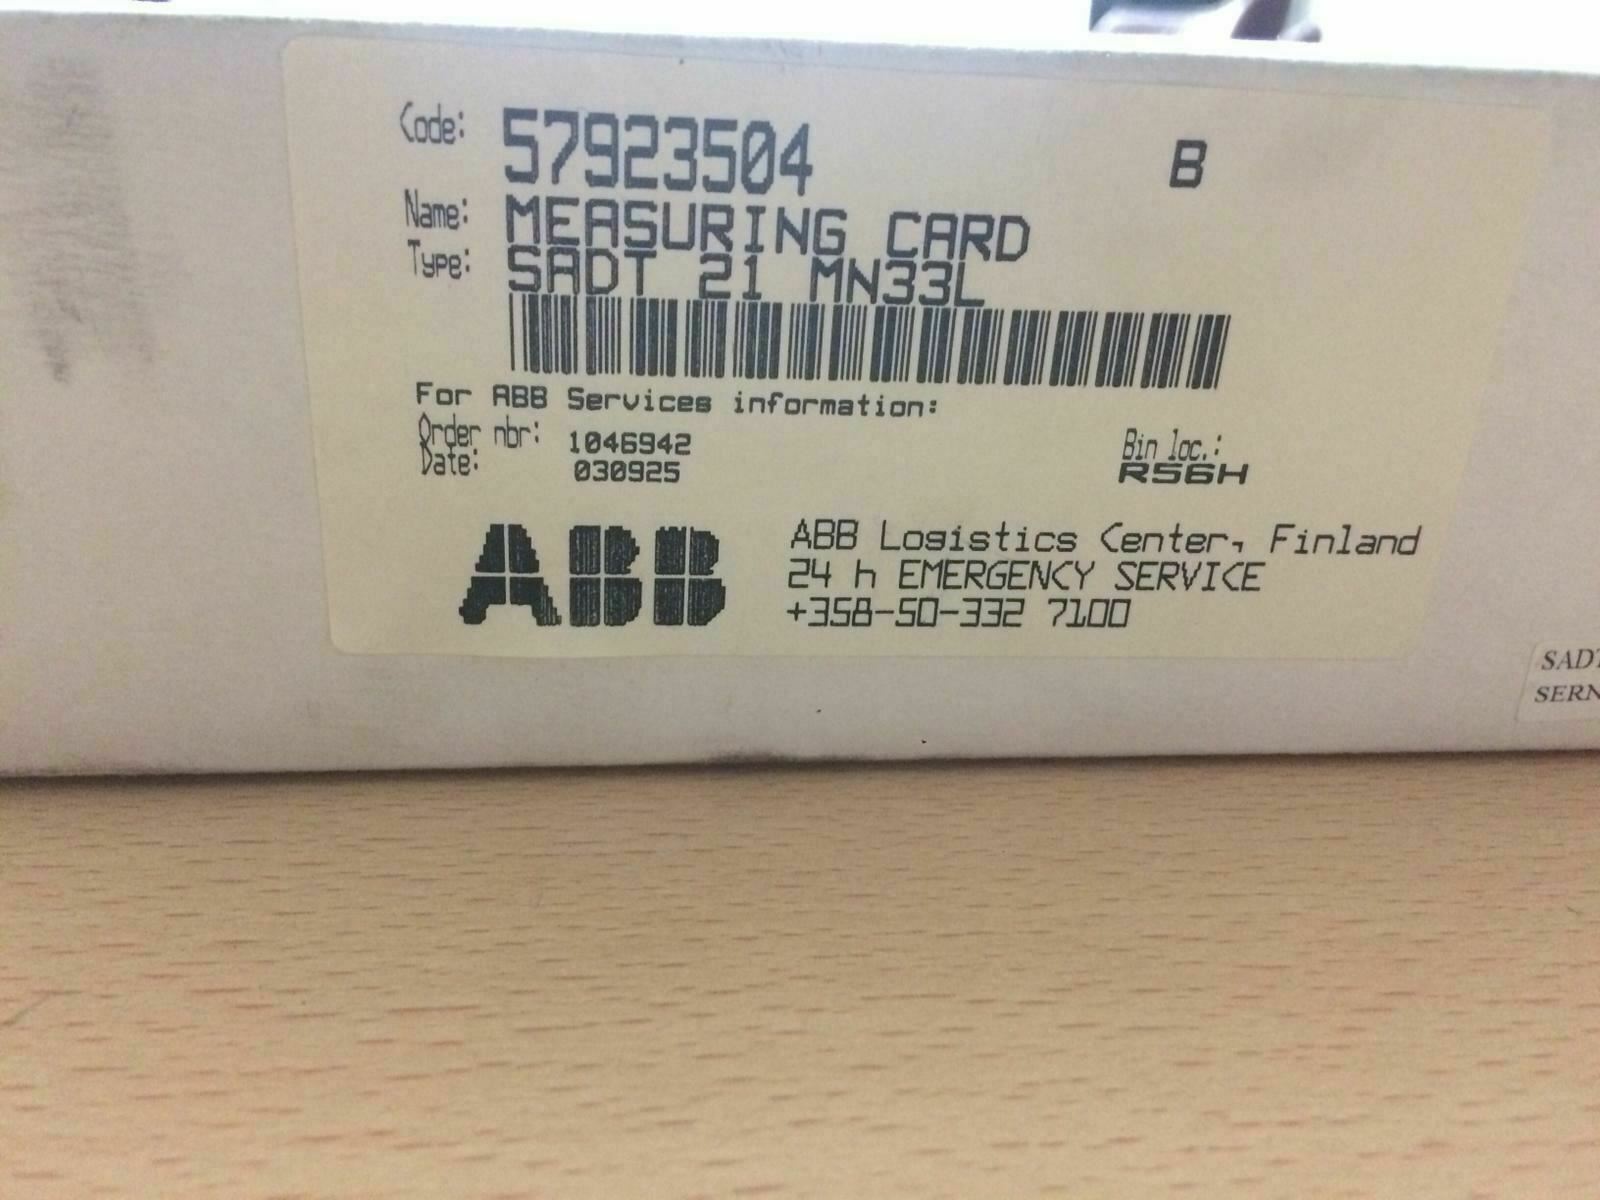 Code: 57923504 B
Name: MEASURING CARD
Type: SADT 21 MN33L
For ABB Services information:
Order nbr: 1046942
Date: 030925
Bin loc.:
R56H
ABB
ABB Logistics Center, Finland
24 h EMERGENCY SERVICE
+358-50-332 7100
SADT
SERN